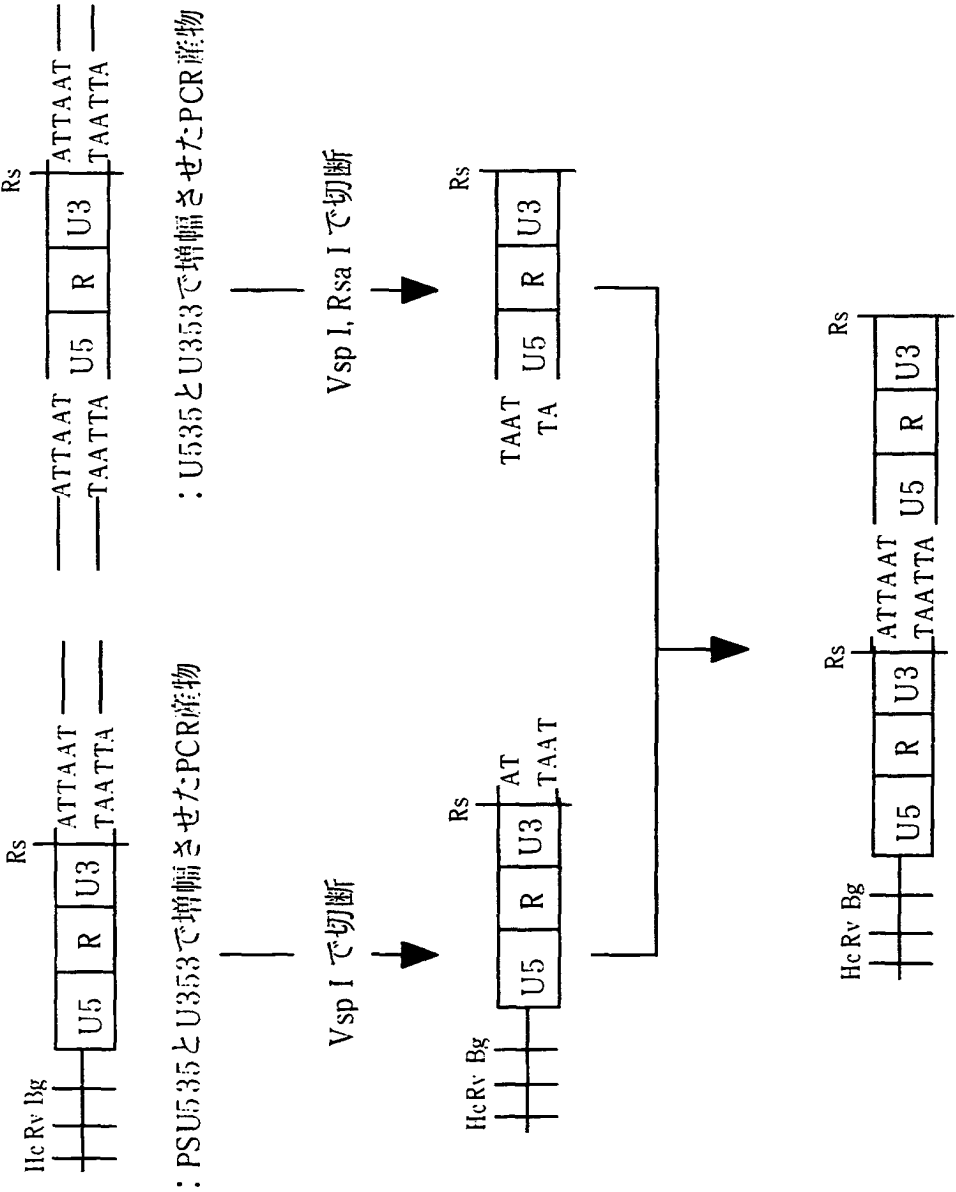 Hc Rv Bg
Rs
U5 R U3
ATTAAT
TAATTA
: PSU535とU353で増幅させたPCR産物
Vsp I で切断
Hc Rv Bg
Rs
U5 R U3
AT
TAAT
ATTAAT
TAATTA
U5 R U3
Rs
ATTAAT
TAATTA
: U535とU353で増幅させたPCR産物
Vsp I, Rsa I で切断
TAAT
TA
U5 R U3
Rs
Hc Rv Bg
Rs
U5 R U3
ATTAAT
TAATTA
U5 R U3
Rs